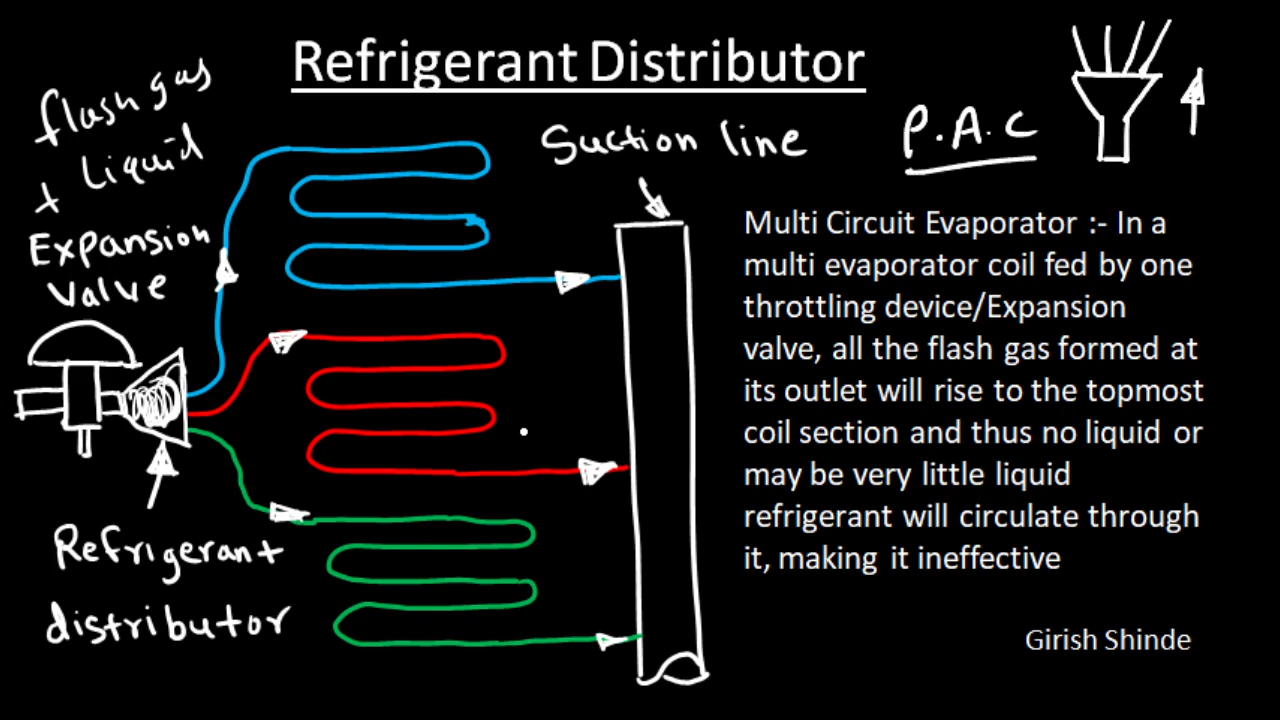 Refrigerant Distributor
flash gas
+ Liquid
Expansion
Valve
Suction line
P.A.C
Multi Circuit Evaporator :- In a
multi evaporator coil fed by one
throttling device/Expansion
valve, all the flash gas formed at
its outlet will rise to the topmost
coil section and thus no liquid or
may be very little liquid
refrigerant will circulate through
it, making it ineffective
Refrigerant
distributor
Girish Shinde